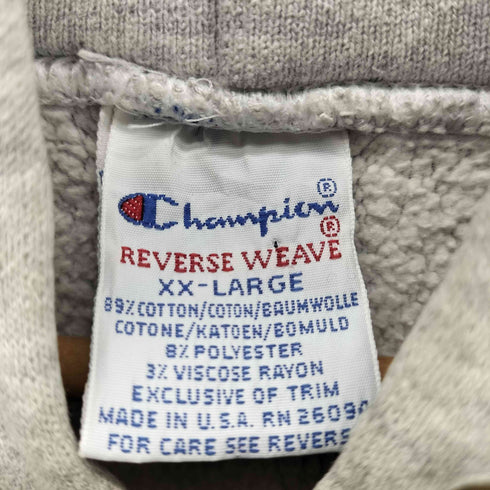 Champion®
REVERSE WEAVE®
XX-LARGE
89% COTTON/COTON/BAUMWOLLE
COTONE/KATOEN/BOMULD
8% POLYESTER
3% VISCOSE RAYON
EXCLUSIVE OF TRIM
MADE IN U.S.A. RN 26090
FOR CARE SEE REVERSE